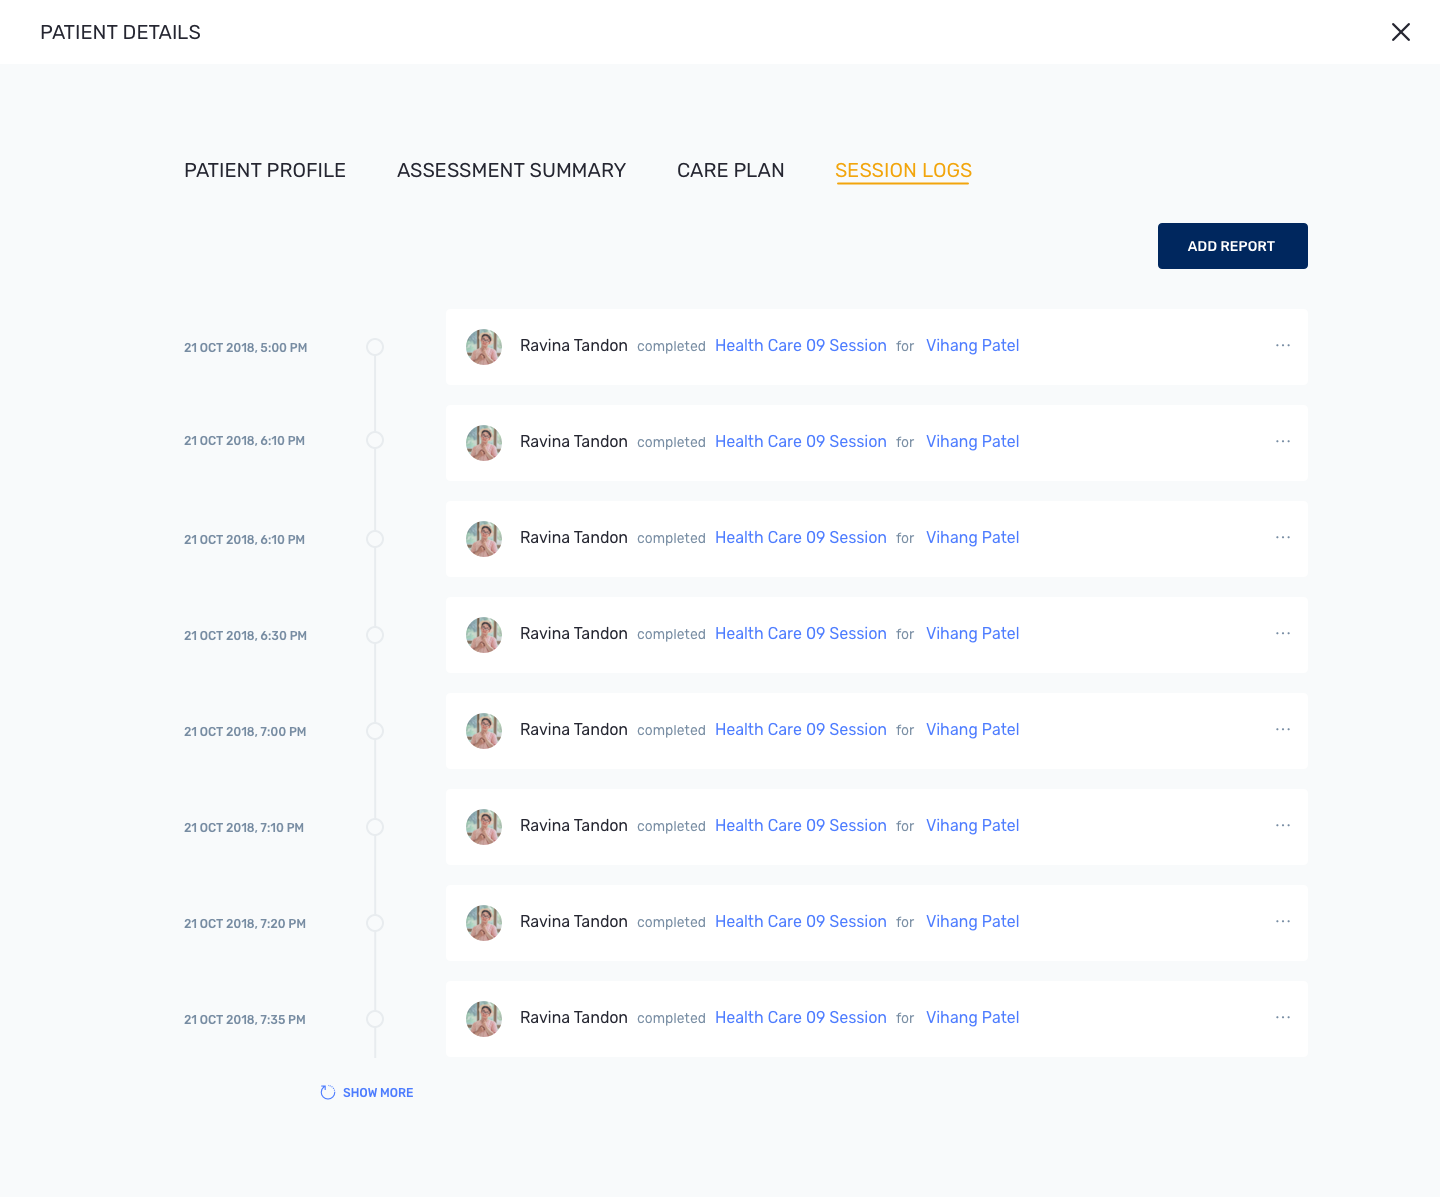 PATIENT DETAILS
PATIENT PROFILE ASSESSMENT SUMMARY CARE PLAN SESSION LOGS
ADD REPORT
21 OCT 2018, 5:00 PM Ravina Tandon completed Health Care 09 Session for Vihang Patel
21 OCT 2018, 6:10 PM Ravina Tandon completed Health Care 09 Session for Vihang Patel
21 OCT 2018, 6:10 PM Ravina Tandon completed Health Care 09 Session for Vihang Patel
21 OCT 2018, 6:30 PM Ravina Tandon completed Health Care 09 Session for Vihang Patel
21 OCT 2018, 7:00 PM Ravina Tandon completed Health Care 09 Session for Vihang Patel
21 OCT 2018, 7:10 PM Ravina Tandon completed Health Care 09 Session for Vihang Patel
21 OCT 2018, 7:20 PM Ravina Tandon completed Health Care 09 Session for Vihang Patel
21 OCT 2018, 7:35 PM Ravina Tandon completed Health Care 09 Session for Vihang Patel
SHOW MORE